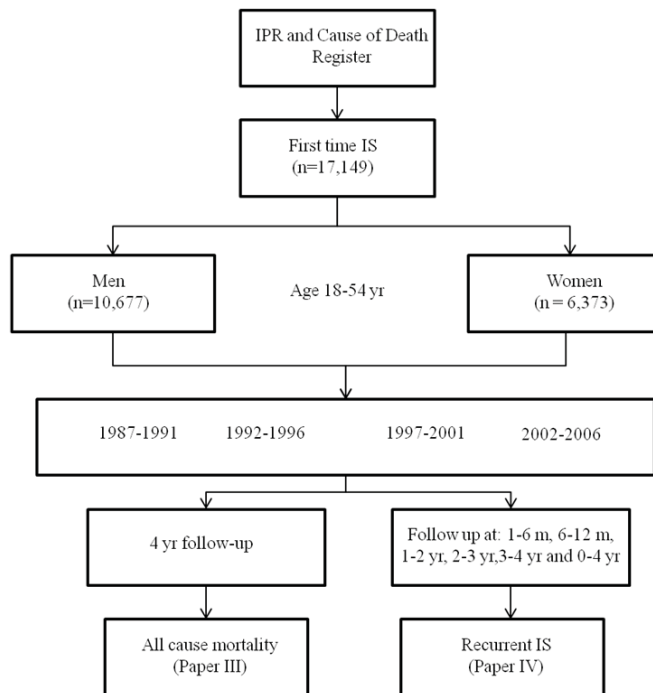 IPR and Cause of Death
Register
First time IS
(n=17,149)
Men
(n=10,677)
Age 18-54 yr
Women
(n = 6,373)
1987-1991 1992-1996 1997-2001 2002-2006
4 yr follow-up
Follow up at: 1-6 m, 6-12 m,
1-2 yr, 2-3 yr,3-4 yr and 0-4 yr
All cause mortality
(Paper III)
Recurrent IS
(Paper IV)